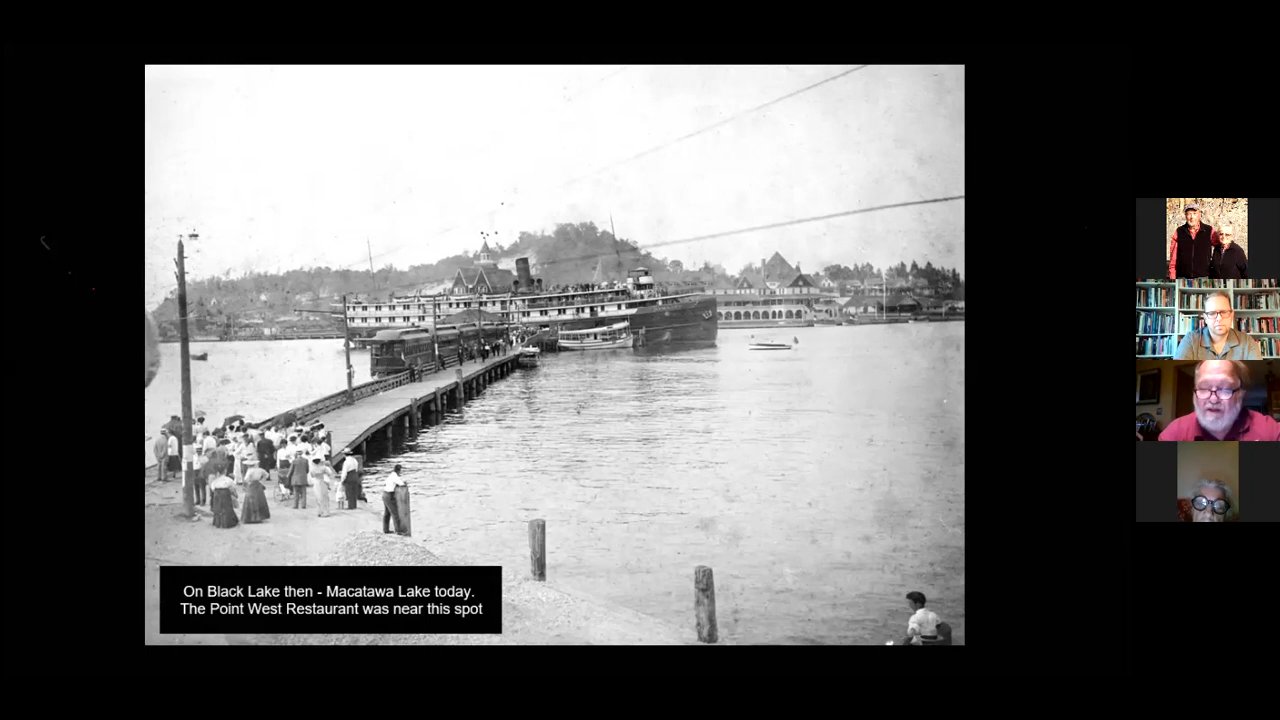 On Black Lake then - Macatawa Lake today.
The Point West Restaurant was near this spot